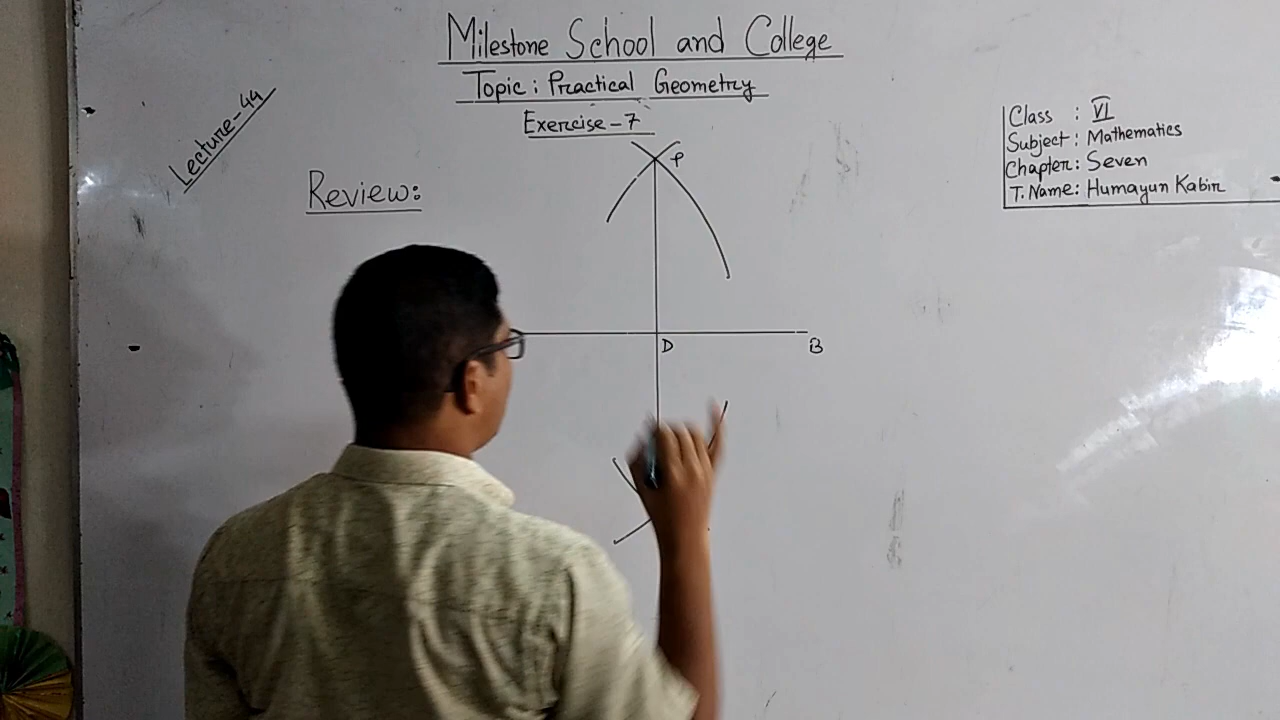 Milestone School and College
Topic: Practical Geometry
Exercise-7
Lecture-44
Class : VI
Subject: Mathematics
Chapter: Seven
T. Name: Humayun Kabir
Review:
P
D
B